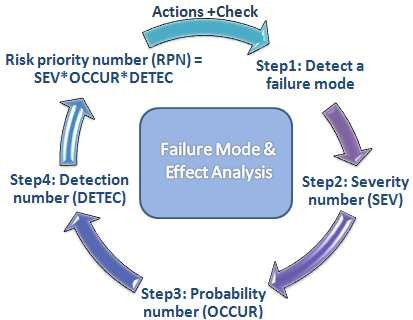 Actions +Check
Risk priority number (RPN) =
SEV*OCCUR*DETEC
Step1: Detect a
failure mode
Failure Mode &
Effect Analysis
Step4: Detection
number (DETEC)
Step2: Severity
number (SEV)
Step3: Probability
number (OCCUR)